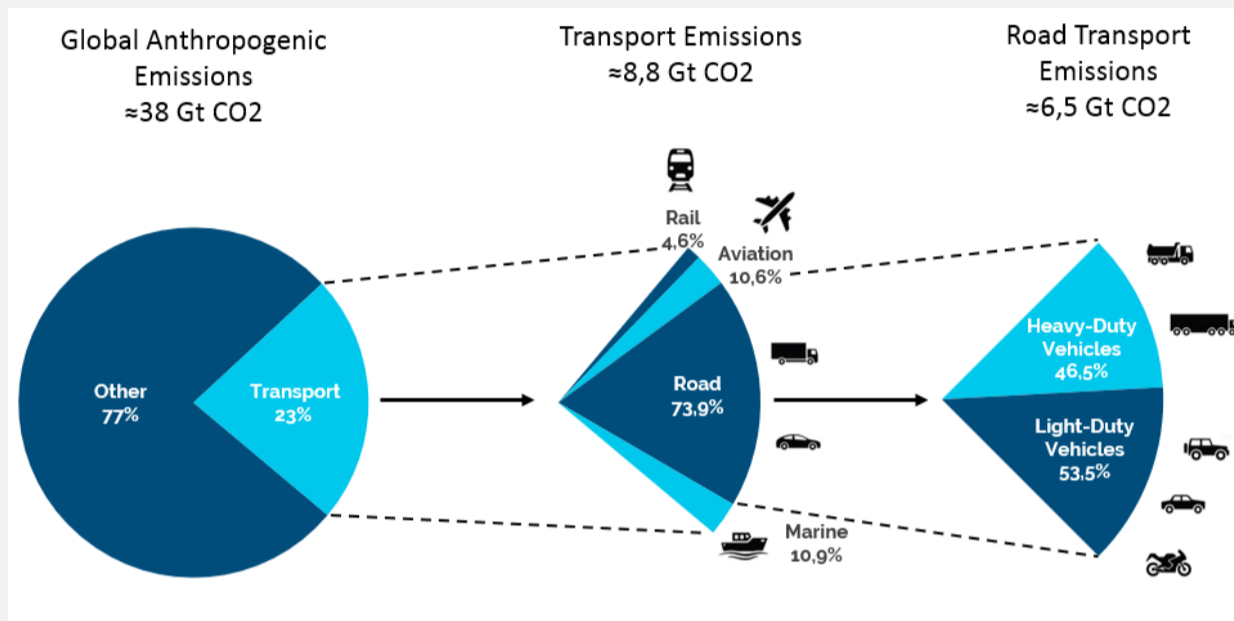 Global Anthropogenic
Emissions
≈38 Gt CO2
Transport Emissions
≈8,8 Gt CO2
Road Transport
Emissions
≈6,5 Gt CO2
Other
77%
Transport
23%
Rail
4,6%
Aviation
10,6%
Road
73,9%
Marine
10,9%
Heavy-Duty
Vehicles
46,5%
Light-Duty
Vehicles
53,5%